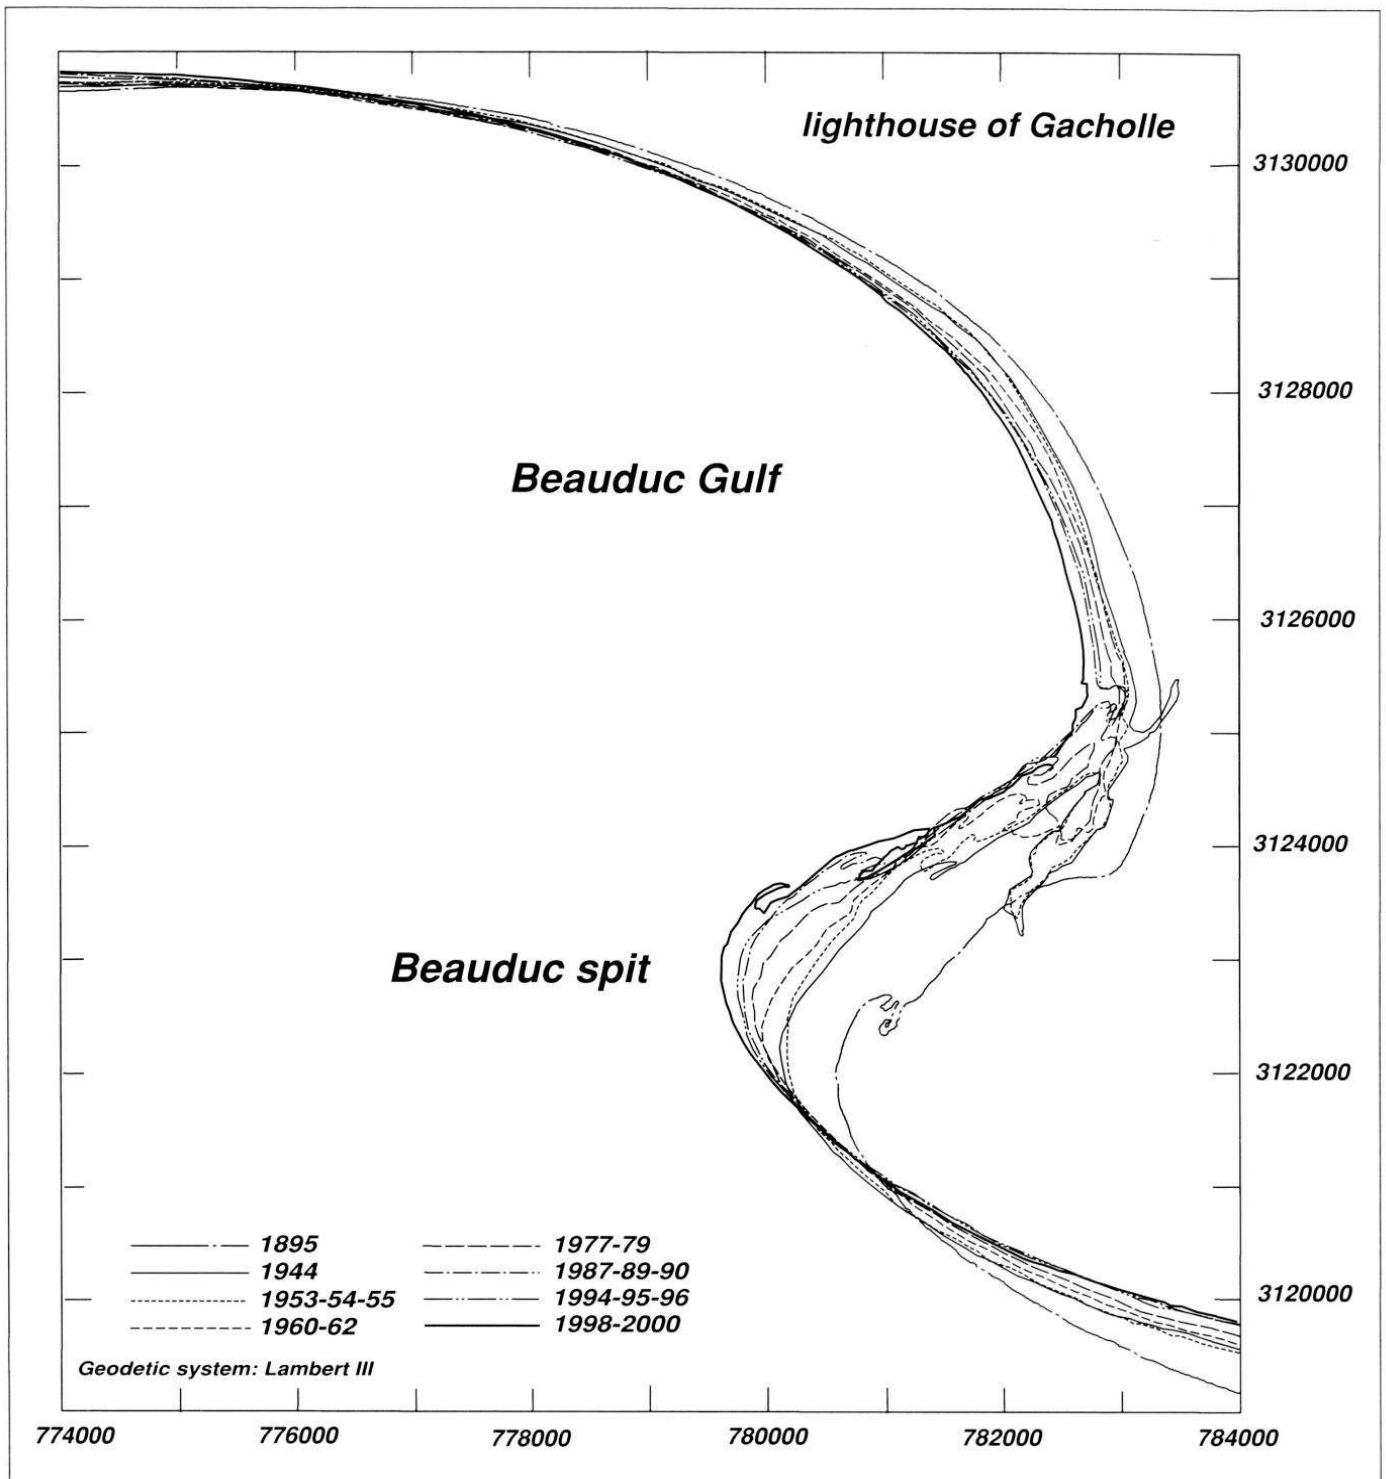 lighthouse of Gacholle
3130000
3128000
Beauduc Gulf
3126000
3124000
Beauduc spit
3122000
3120000
1895
1944
1953-54-55
1960-62
1977-79
1987-89-90
1994-95-96
1998-2000
Geodetic system: Lambert III
774000 776000 778000 780000 782000 784000